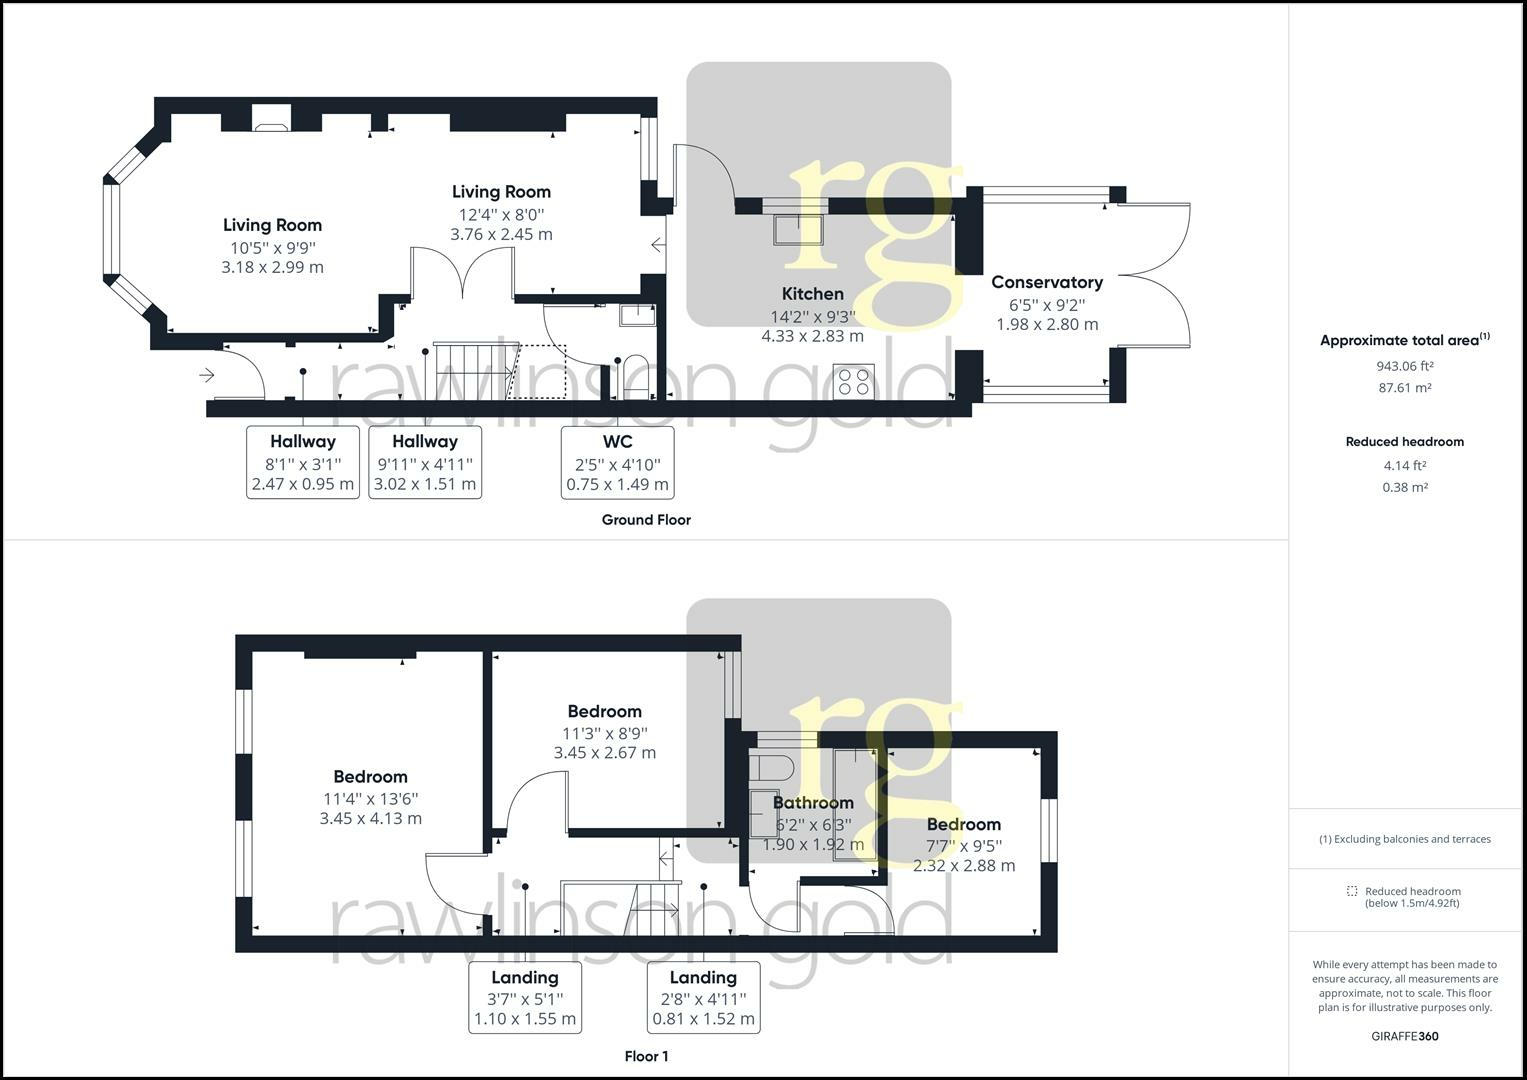 Living Room
10'5" x 9'9"
3.18 x 2.99 m
Living Room
12'4" x 8'0"
3.76 x 2.45 m
Kitchen
14'2" x 9'3"
4.33 x 2.83 m
Conservatory
6'5" x 9'2"
1.98 x 2.80 m
rg
rawlinson gold
Hallway
8'1" x 3'1"
2.47 x 0.95 m
Hallway
9'11" x 4'11"
3.02 x 1.51 m
WC
2'5" x 4'10"
0.75 x 1.49 m
Ground Floor
Bedroom
11'4" x 13'6"
3.45 x 4.13 m
Bedroom
11'3" x 8'9"
3.45 x 2.67 m
Bathroom
6'2" x 6'3"
1.90 x 1.92 m
Bedroom
7'7" x 9'5"
2.32 x 2.88 m
rg
rawlinson gold
Landing
3'7" x 5'1"
1.10 x 1.55 m
Landing
2'8" x 4'11"
0.81 x 1.52 m
Floor 1
Approximate total area(1)
943.06 ft²
87.61 m²
Reduced headroom
4.14 ft²
0.38 m²
(1) Excluding balconies and terraces
Reduced headroom
(below 1.5m/4.92ft)
While every attempt has been made to
ensure accuracy, all measurements are
approximate, not to scale. This floor
plan is for illustrative purposes only.
GIRAFFE360